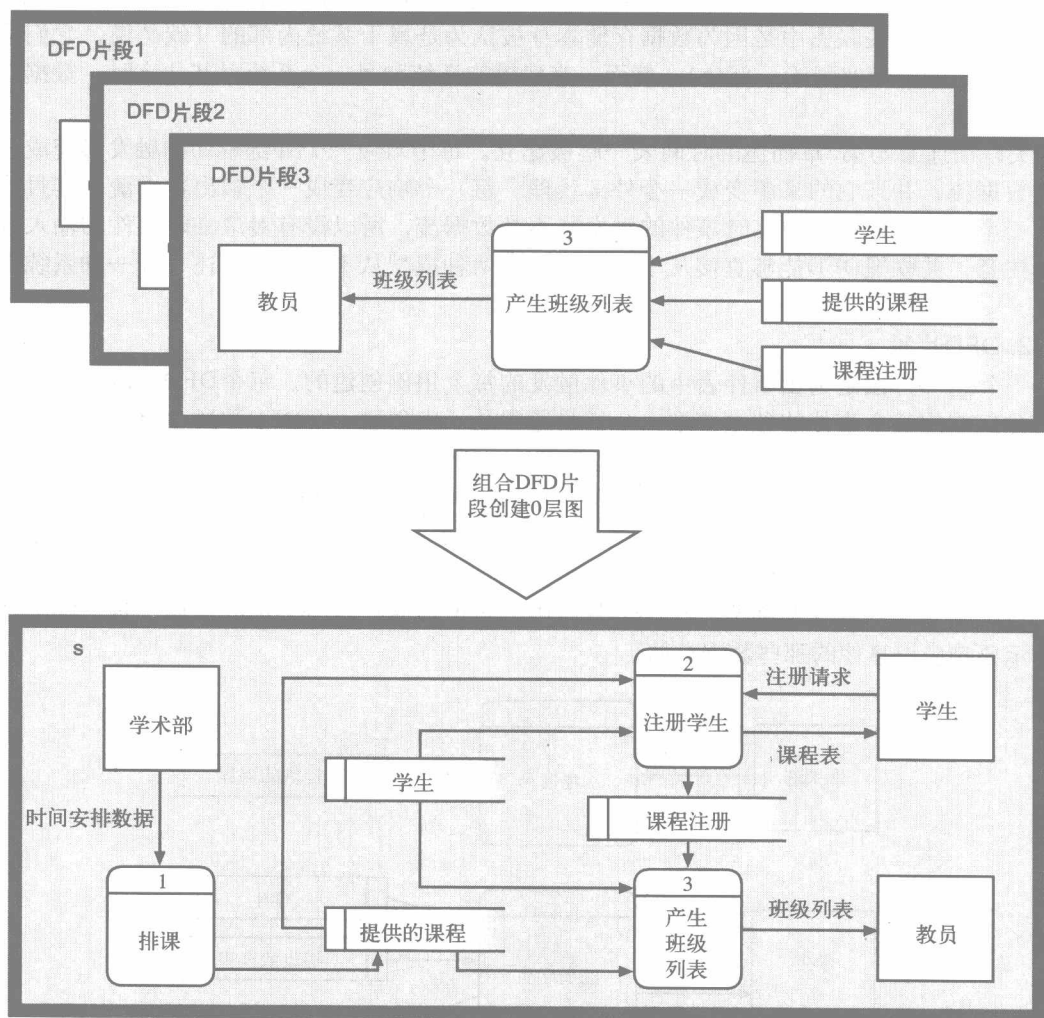 DFD片段1
DFD片段2
DFD片段3
3
学生
班级列表
教员
产生班级列表
提供的课程
课程注册
组合DFD片
段创建0层图
s
2
注册请求
学术部
注册学生
学生
课程表
学生
时间安排数据
课程注册
1
3
班级列表
排课
提供的课程
产生
班级
列表
教员